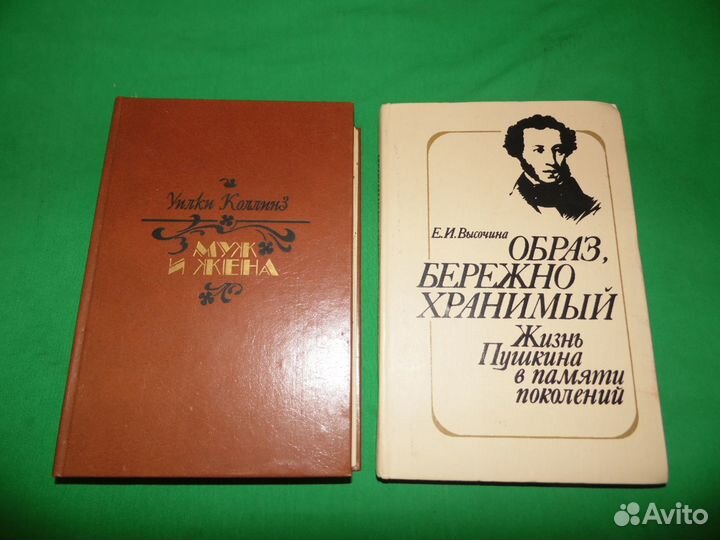 Уилки Коллинз
МУЖ
И ЖЕНА
Е.И.Высочина
ОБРАЗ,
БЕРЕЖНО
ХРАНИМЫЙ
Жизнь
Пушкина
в памяти
поколений
Avito